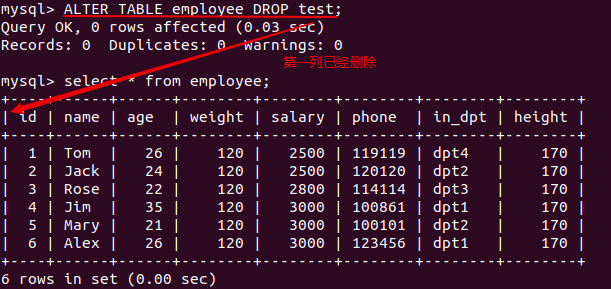 mysql> ALTER TABLE employee DROP test;
Query OK, 0 rows affected (0.03 sec)
Records: 0  Duplicates: 0  Warnings: 0
第一列已经删除
mysql> select * from employee;
+----+------+------+--------+--------+--------+--------+--------+
| id | name | age  | weight | salary | phone  | in_dpt | height |
+----+------+------+--------+--------+--------+--------+--------+
|  1 | Tom  |   26 |    120 |   2500 | 119119 | dpt4   |    170 |
|  2 | Jack |   24 |    120 |   2500 | 120120 | dpt2   |    170 |
|  3 | Rose |   22 |    120 |   2800 | 114114 | dpt3   |    170 |
|  4 | Jim  |   35 |    120 |   3000 | 100861 | dpt1   |    170 |
|  5 | Mary |   21 |    120 |   3000 | 100101 | dpt2   |    170 |
|  6 | Alex |   26 |    120 |   3000 | 123456 | dpt1   |    170 |
+----+------+------+--------+--------+--------+--------+--------+
6 rows in set (0.00 sec)